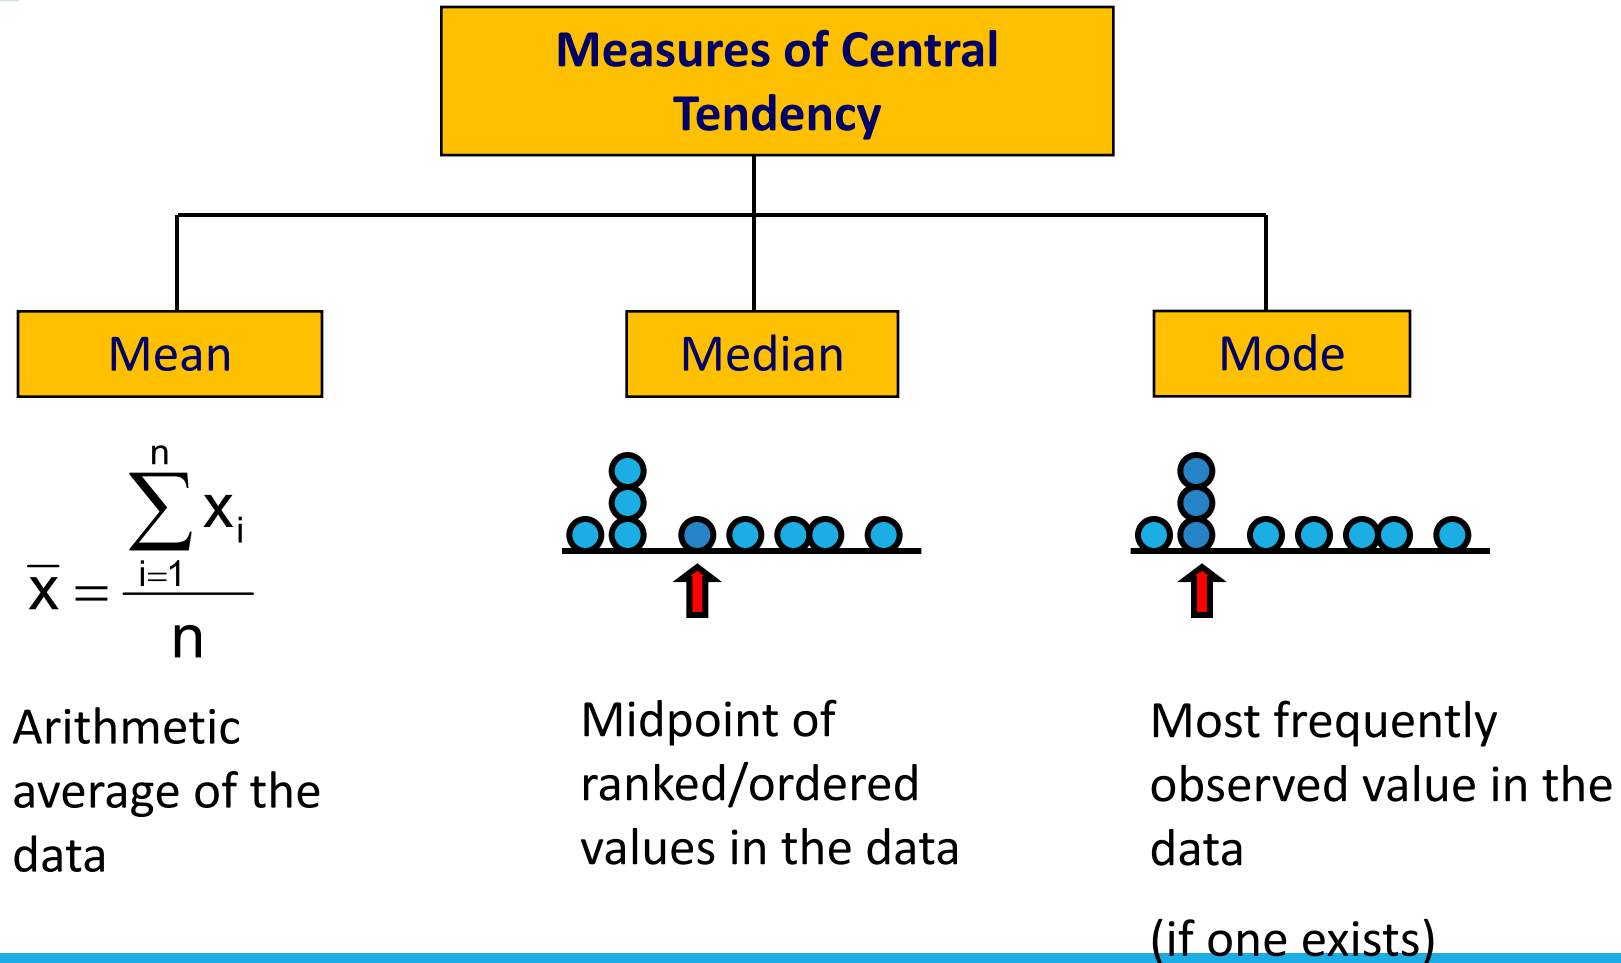 Measures of Central
Tendency
Mean
Median
Mode
n
∑ xᵢ
i=1
x̄ =
n
Arithmetic
average of the
data
Midpoint of
ranked/ordered
values in the data
Most frequently
observed value in the
data
(if one exists)